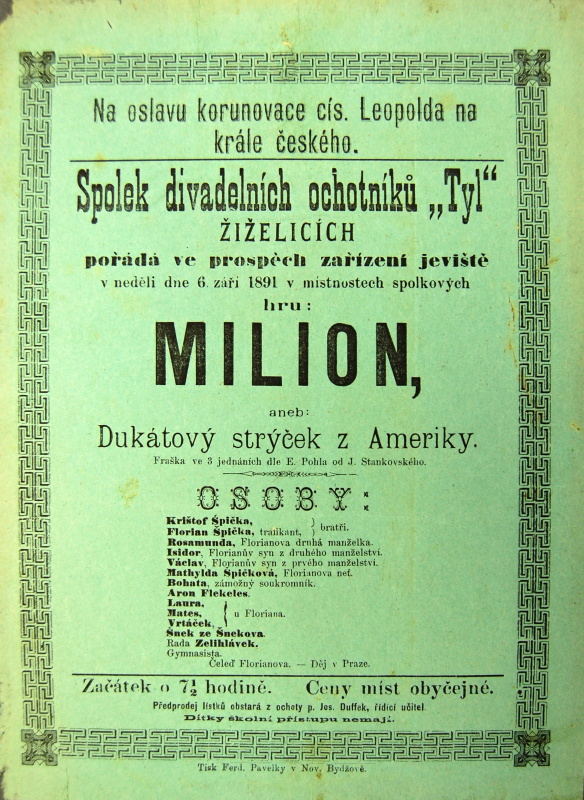 Na oslavu korunovace cís. Leopolda na
krále českého.
Spolek divadelních ochotníků „Tyl“
ŽIŽELICÍCH
pořádá ve prospěch zařízení jeviště
v neděli dne 6. září 1891 v místnostech spolkových
hru:
MILION,
aneb:
Dukátový strýček z Ameriky.
Fraška ve 3 jednáních dle E. Pohla od J. Stankovského.
OSOBY:
Krištof Špička,
Florian Špička, trafikant, } bratři.
Rosamunda, Florianova druhá manželka.
Isidor, Florianův syn z druhého manželství.
Václav, Florianův syn z prvého manželství.
Mathylda Špičková, Florianova neť.
Bohata, zámožný soukromník.
Aron Flekeles.
Laura,
Mates, { u Floriana.
Vrtáček,
Šnek ze Šnekova.
Rada Zelihlávek.
Gymnasista.
Čeleď Florianova. — Děj v Praze.
Začátek o 7½ hodině. Ceny míst obyčejné.
Předprodej lístků obstará z ochoty p. Jos. Duffek, řídící učitel.
Dítky školní přístupu nemají.
Tisk Ferd. Pavelky v Nov. Bydžově.